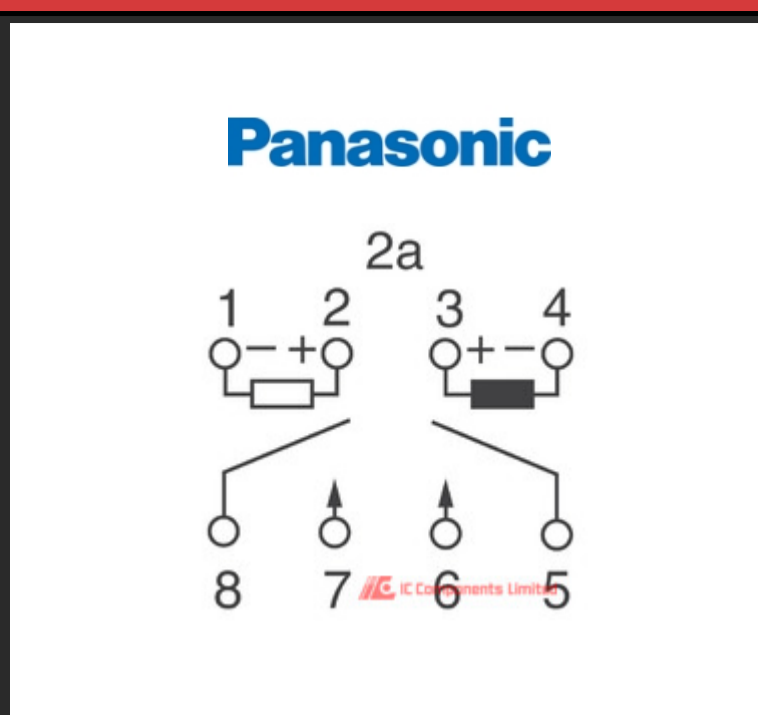 Panasonic
2a
1 2 3 4
− + + −
8 7 6 5
IC Components Limited